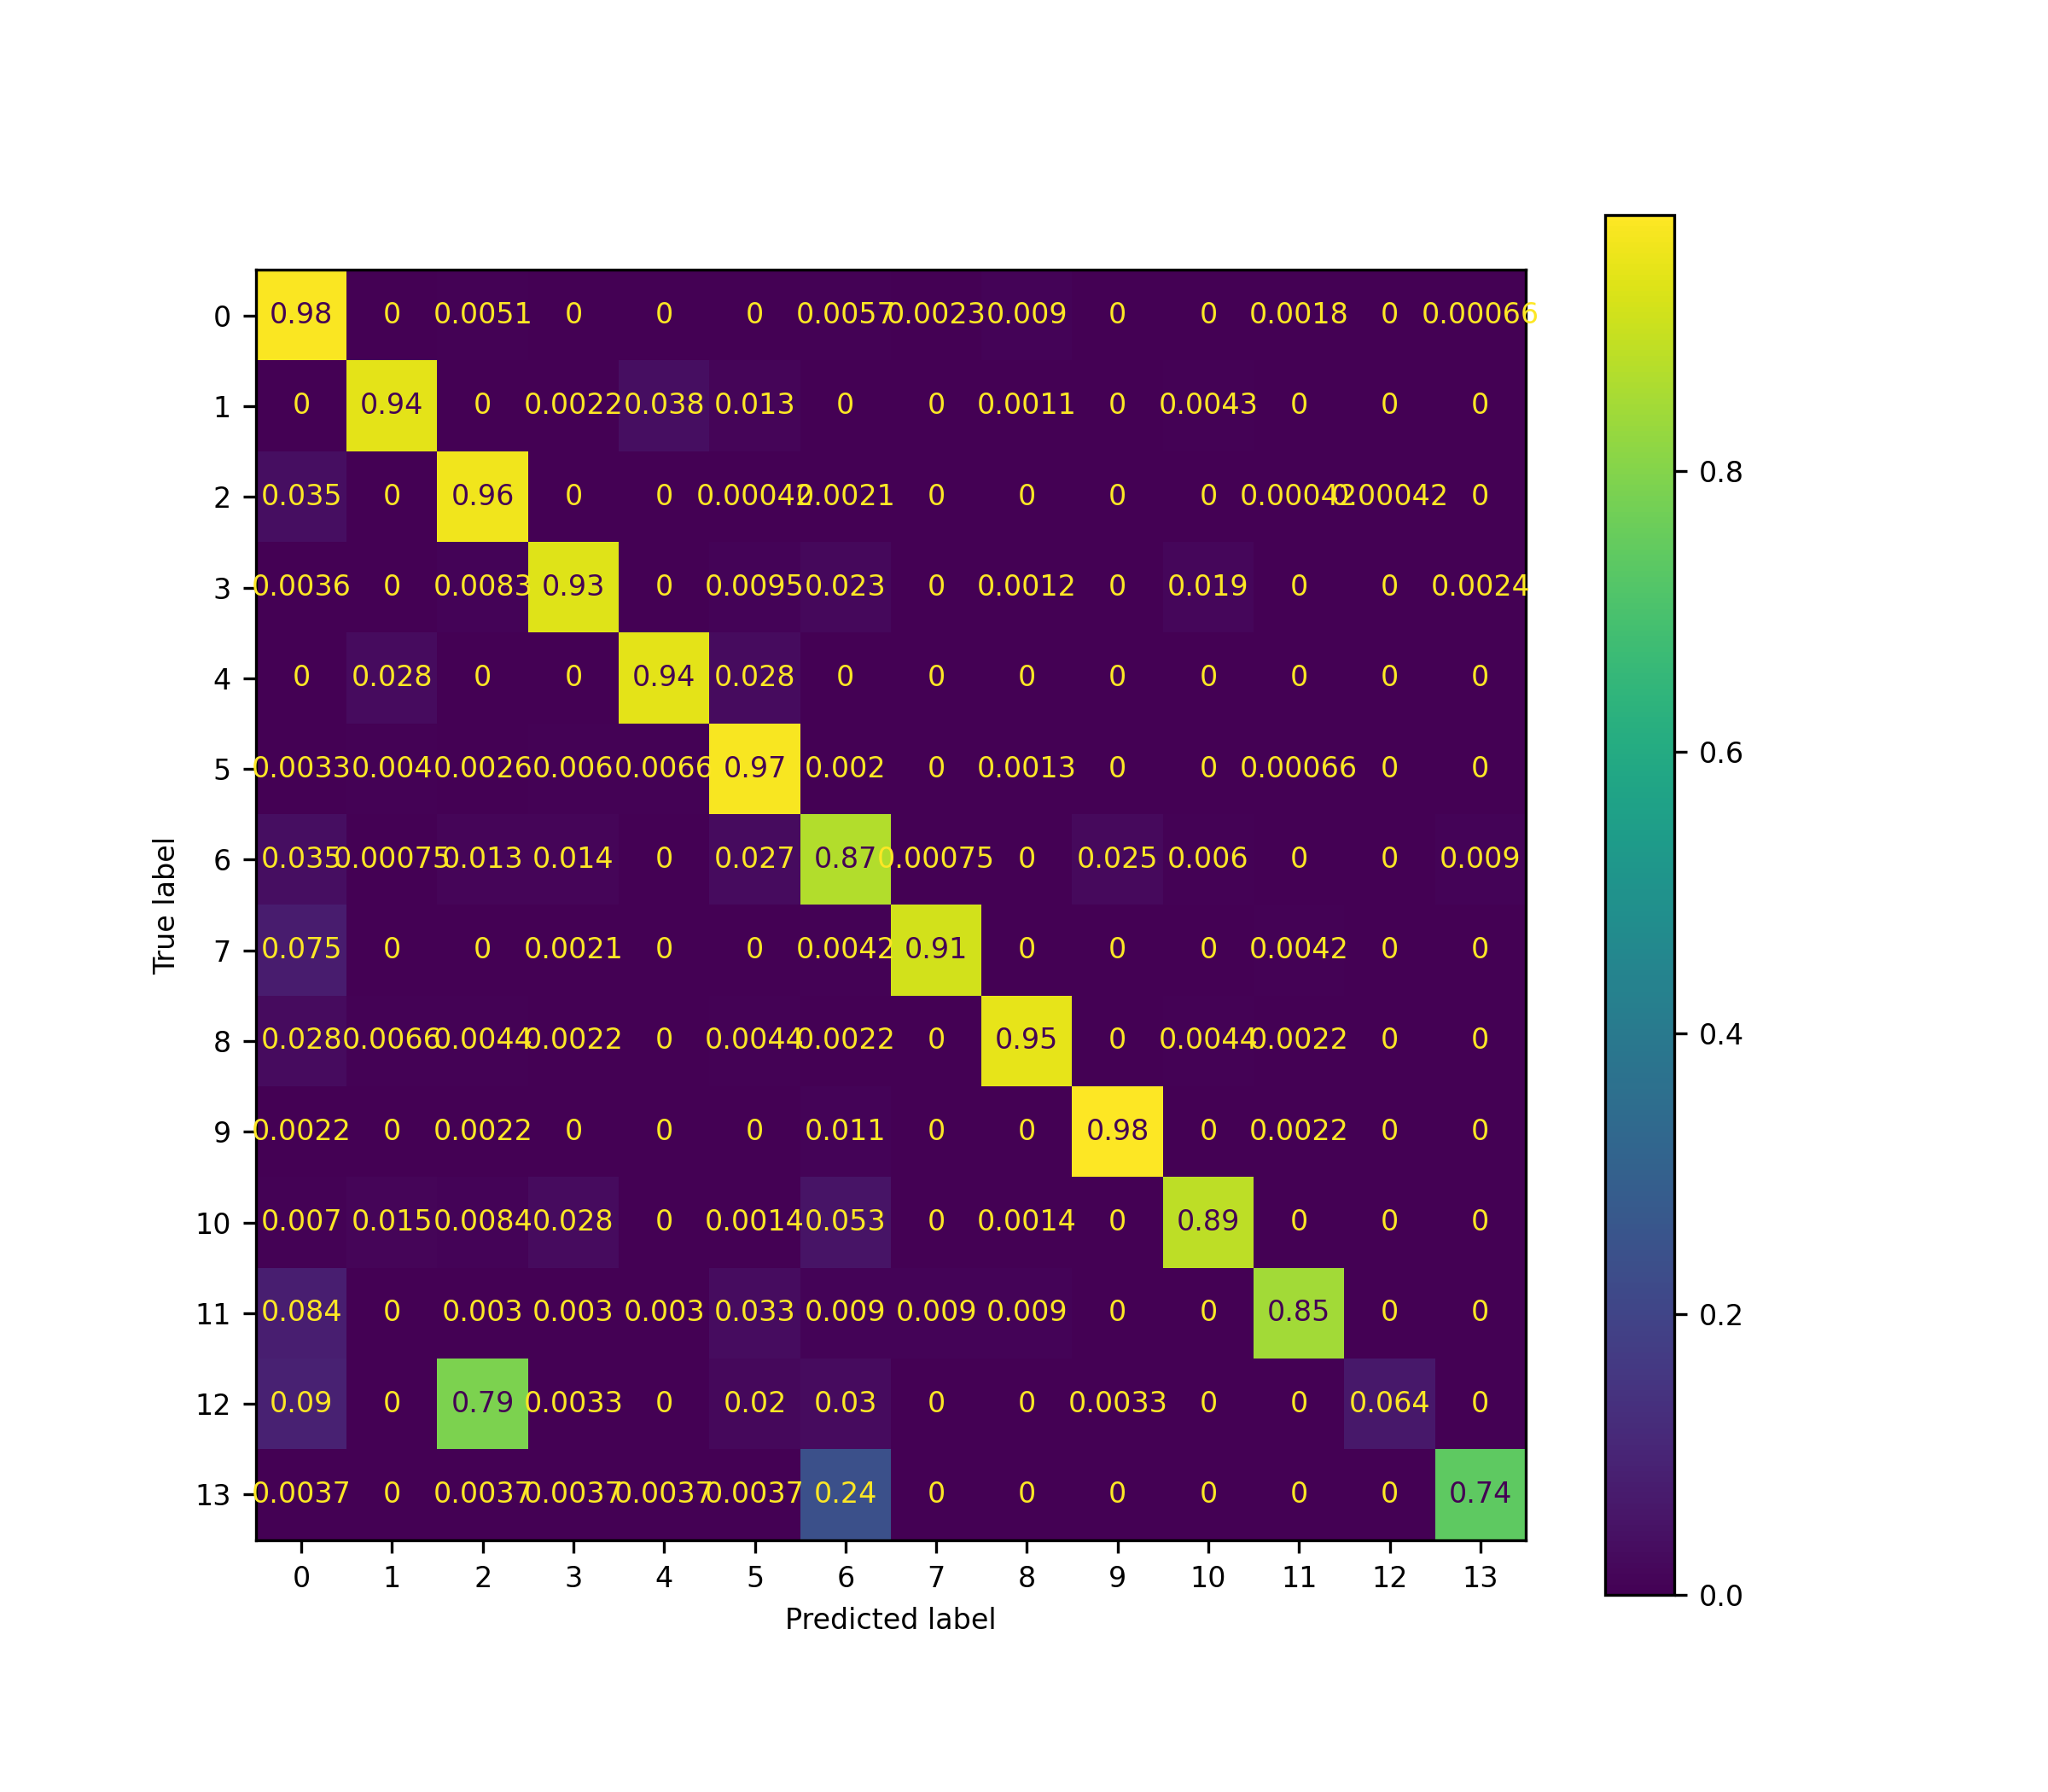 0 0.98 0 0.0051 0 0 0 0.0057 0.0023 0.009 0 0 0.0018 0 0.00066
1 0 0.94 0 0.0022 0.038 0.013 0 0 0.0011 0 0.0043 0 0 0
2 0.035 0 0.96 0 0 0.00042 0.0021 0 0 0 0 0.00042 0.00042 0
3 0.0036 0 0.0083 0.93 0 0.0095 0.023 0 0.0012 0 0.019 0 0 0.0024
4 0 0.028 0 0 0.94 0.028 0 0 0 0 0 0 0 0
5 0.0033 0.004 0.0026 0.006 0.0066 0.97 0.002 0 0.0013 0 0 0.00066 0 0
6 0.035 0.00075 0.013 0.014 0 0.027 0.87 0.00075 0 0.025 0.006 0 0 0.009
7 0.075 0 0 0.0021 0 0 0.0042 0.91 0 0 0 0.0042 0 0
8 0.028 0.0066 0.0044 0.0022 0 0.0044 0.0022 0 0.95 0 0.0044 0.0022 0 0
9 0.0022 0 0.0022 0 0 0 0.011 0 0 0.98 0 0.0022 0 0
10 0.007 0.015 0.0084 0.028 0 0.0014 0.053 0 0.0014 0 0.89 0 0 0
11 0.084 0 0.003 0.003 0.003 0.033 0.009 0.009 0.009 0 0 0.85 0 0
12 0.09 0 0.79 0.0033 0 0.02 0.03 0 0 0.0033 0 0 0.064 0
13 0.0037 0 0.0037 0.0037 0.0037 0.0037 0.24 0 0 0 0 0 0 0.74
0 1 2 3 4 5 6 7 8 9 10 11 12 13
Predicted label
True label
0.8
0.6
0.4
0.2
0.0